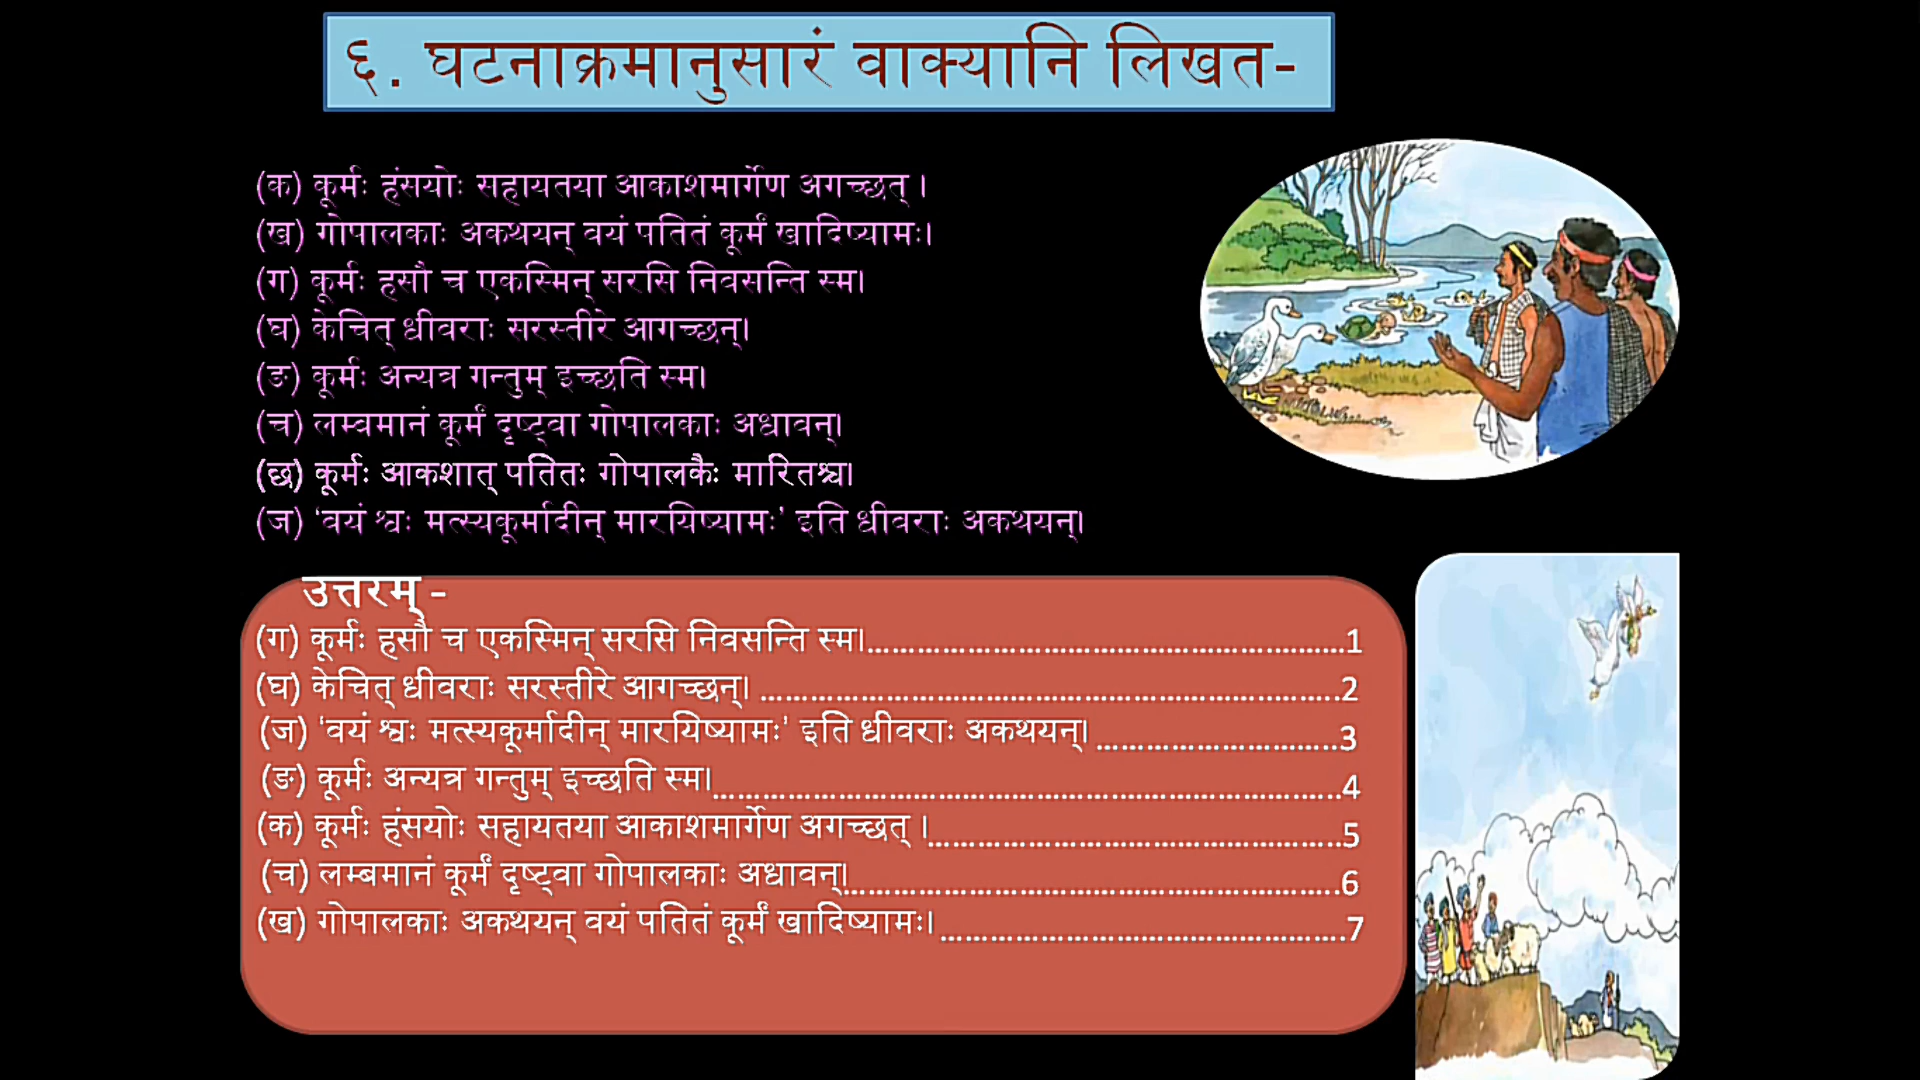 ६. घटनाक्रमानुसारं वाक्यानि लिखत-
(क) कूर्मः हंसयोः सहायतया आकाशमार्गेण अगच्छत् ।
(ख) गोपालकाः अकथयन् वयं पतितं कूर्मं खादिष्यामः।
(ग) कूर्मः हसौ च एकस्मिन् सरसि निवसन्ति स्म।
(घ) केचित् धीवराः सरस्तीरे आगच्छन्।
(ङ) कूर्मः अन्यत्र गन्तुम् इच्छति स्म।
(च) लम्वमानं कूर्मं दृष्ट्वा गोपालकाः अधावन्।
(छ) कूर्मः आकशात् पतितः गोपालकैः मारितश्च।
(ज) ‘वयं श्वः मत्स्यकूर्मादीन् मारयिष्यामः’ इति धीवराः अकथयन्।
उत्तरम् -
(ग) कूर्मः हसौ च एकस्मिन् सरसि निवसन्ति स्म।........................................................1
(घ) केचित् धीवराः सरस्तीरे आगच्छन्। ........................................................2
(ज) ‘वयं श्वः मत्स्यकूर्मादीन् मारयिष्यामः’ इति धीवराः अकथयन्। .............................3
(ङ) कूर्मः अन्यत्र गन्तुम् इच्छति स्म।........................................................4
(क) कूर्मः हंसयोः सहायतया आकाशमार्गेण अगच्छत् ।.............................................5
(च) लम्बमानं कूर्मं दृष्ट्वा गोपालकाः अधावन्।........................................................6
(ख) गोपालकाः अकथयन् वयं पतितं कूर्मं खादिष्यामः। .............................................7